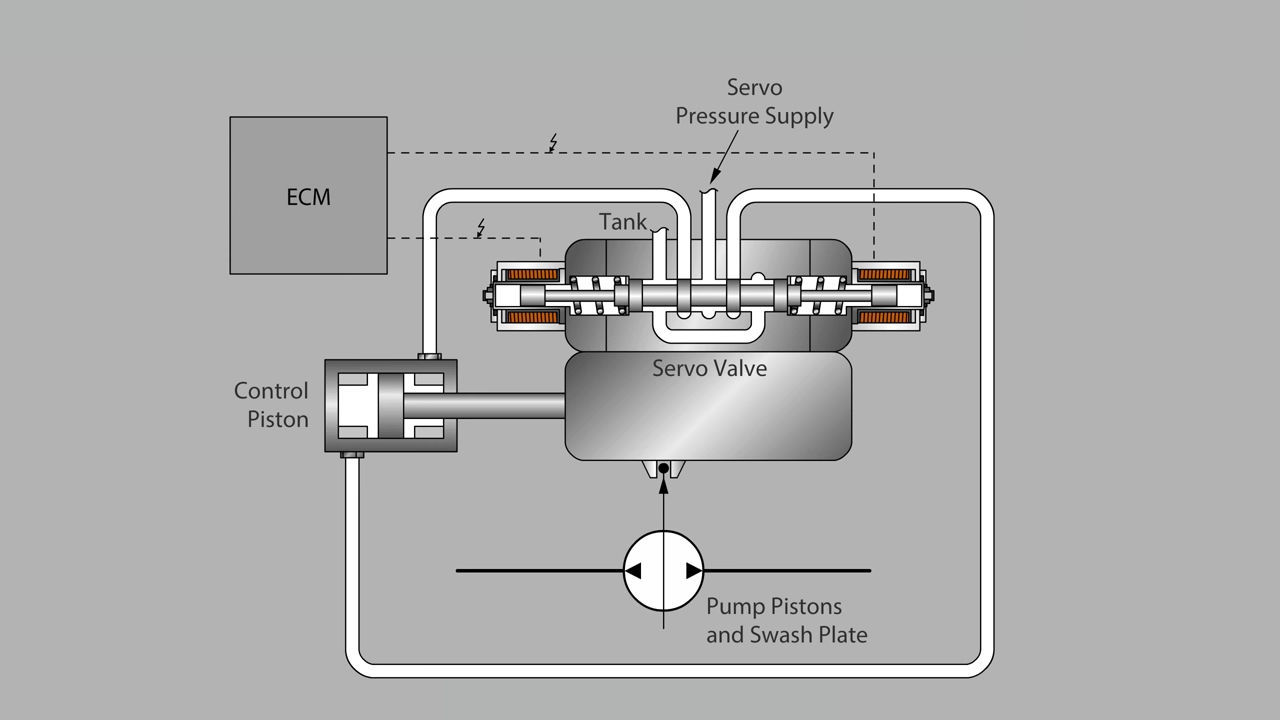 Servo
Pressure Supply
ECM
Tank
Servo Valve
Control
Piston
Pump Pistons
and Swash Plate